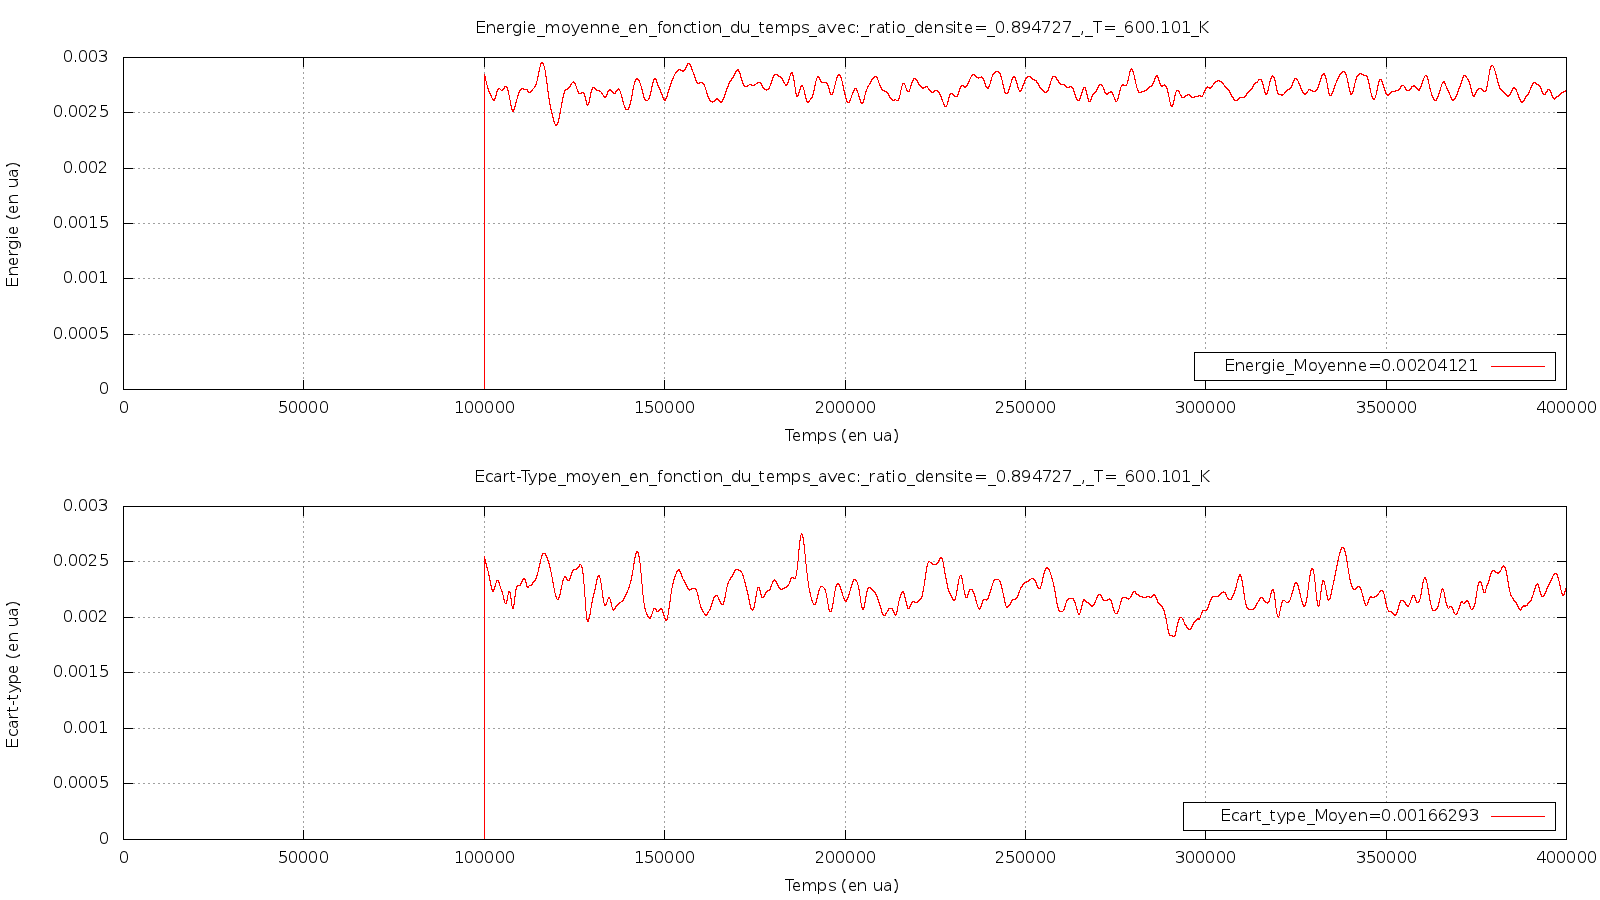 Energie_moyenne_en_fonction_du_temps_avec:_ratio_densite=_0.894727_,_T=_600.101_K
0.003
0.0025
0.002
0.0015
0.001
0.0005
0
Energie (en ua)
Energie_Moyenne=0.00204121
0 50000 100000 150000 200000 250000 300000 350000 400000
Temps (en ua)
Ecart-Type_moyen_en_fonction_du_temps_avec:_ratio_densite=_0.894727_,_T=_600.101_K
0.003
0.0025
0.002
0.0015
0.001
0.0005
0
Ecart-type (en ua)
Ecart_type_Moyen=0.00166293
0 50000 100000 150000 200000 250000 300000 350000 400000
Temps (en ua)